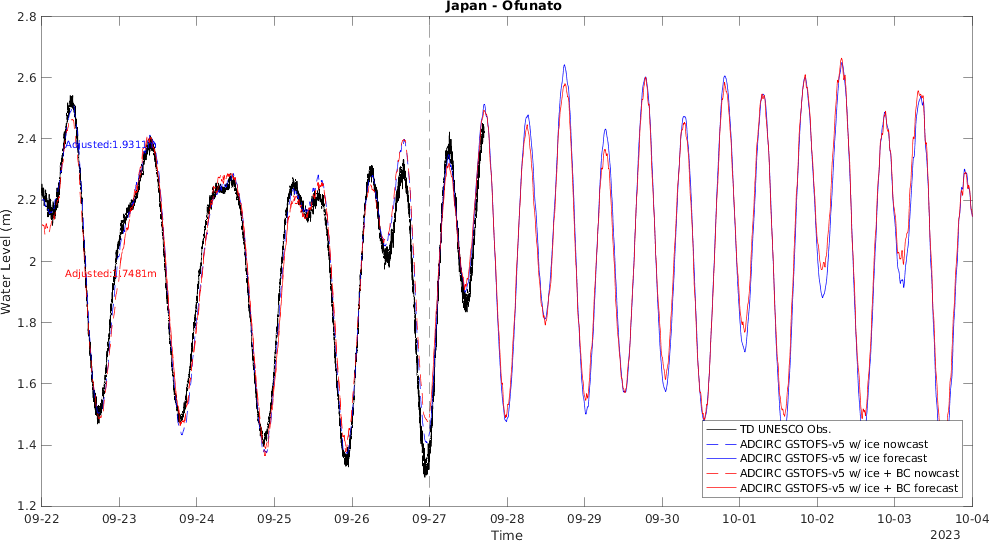 Japan - Ofunato
2.8
2.6
2.4
2.2
2
1.8
1.6
1.4
1.2
Water Level (m)
Adjusted:1.9311m
Adjusted:1.7481m
TD UNESCO Obs.
ADCIRC GSTOFS-v5 w/ ice nowcast
ADCIRC GSTOFS-v5 w/ ice forecast
ADCIRC GSTOFS-v5 w/ ice + BC nowcast
ADCIRC GSTOFS-v5 w/ ice + BC forecast
09-22 09-23 09-24 09-25 09-26 09-27 09-28 09-29 09-30 10-01 10-02 10-03 10-04
Time
2023